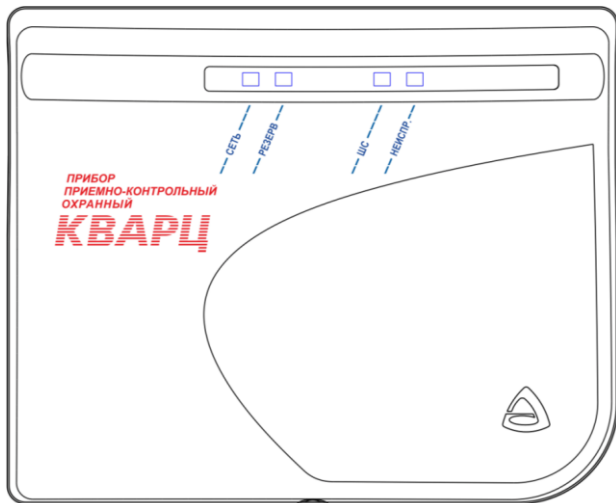 СЕТЬ
РЕЗЕРВ
ШС
НЕИСПР.
ПРИБОР
ПРИЕМНО-КОНТРОЛЬНЫЙ
ОХРАННЫЙ
КВАРЦ